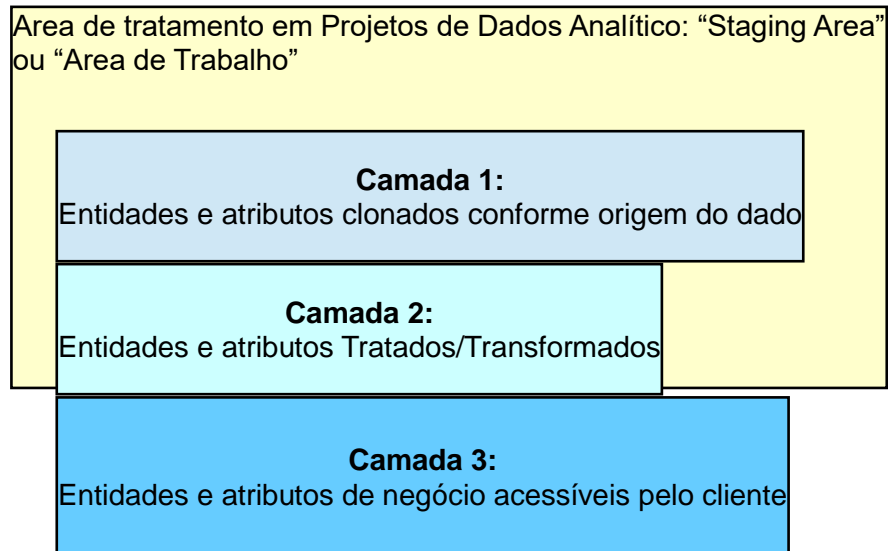 Area de tratamento em Projetos de Dados Analítico: “Staging Area”
ou “Area de Trabalho”
Camada 1:
Entidades e atributos clonados conforme origem do dado
Camada 2:
Entidades e atributos Tratados/Transformados
Camada 3:
Entidades e atributos de negócio acessíveis pelo cliente